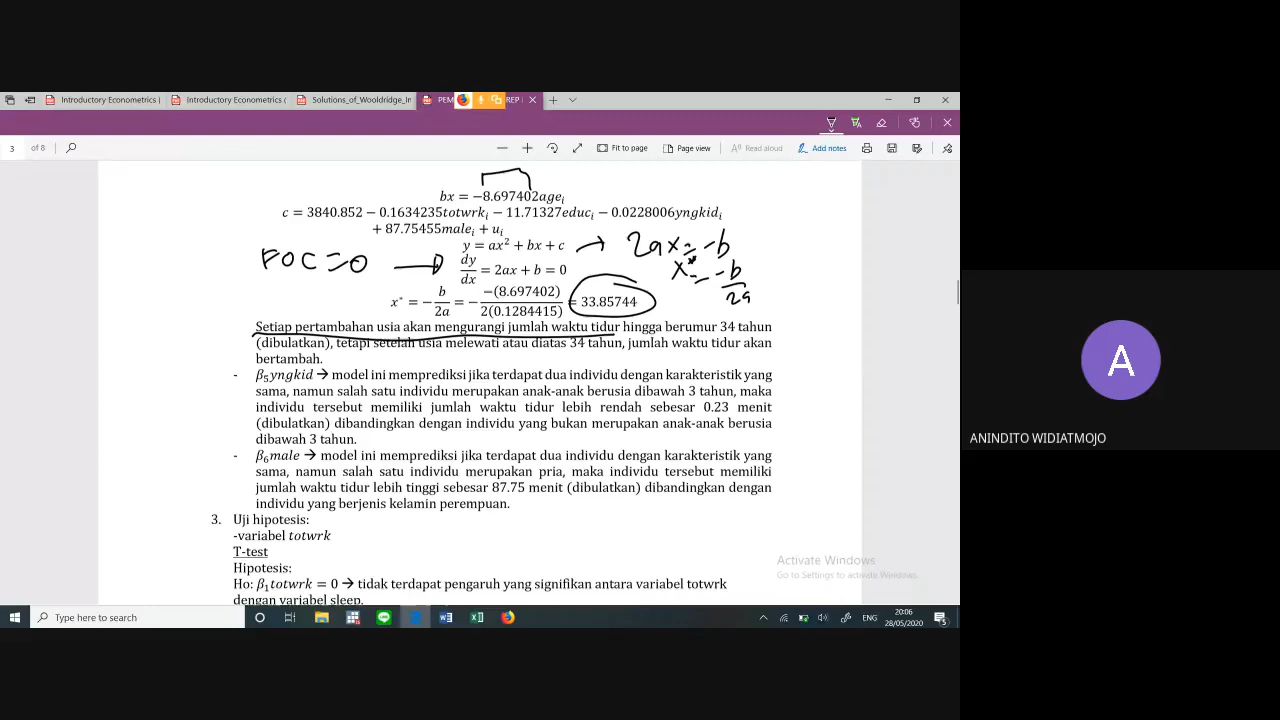 Introductory Econometrics (
Introductory Econometrics (
Solutions_of_Wooldridge_In
PEM
REP
3 of 8
Fit to page
Page view
Read aloud
Add notes
bx = −8.697402age_i
c = 3840.852 − 0.1634235totwrk_i − 11.71327educ_i − 0.0228006yngkid_i
+ 87.75455male_i + u_i
y = ax² + bx + c
2ax = -b
FOC = 0
dy/dx = 2ax + b = 0
x* = -b/2a
x* = − b/2a = − −(8.697402)/2(0.1284415) = 33.85744
Setiap pertambahan usia akan mengurangi jumlah waktu tidur hingga berumur 34 tahun
(dibulatkan), tetapi setelah usia melewati atau diatas 34 tahun, jumlah waktu tidur akan
bertambah.
- β₅yngkid → model ini memprediksi jika terdapat dua individu dengan karakteristik yang
sama, namun salah satu individu merupakan anak-anak berusia dibawah 3 tahun, maka
individu tersebut memiliki jumlah waktu tidur lebih rendah sebesar 0.23 menit
(dibulatkan) dibandingkan dengan individu yang bukan merupakan anak-anak berusia
dibawah 3 tahun.
- β₆male → model ini memprediksi jika terdapat dua individu dengan karakteristik yang
sama, namun salah satu individu merupakan pria, maka individu tersebut memiliki
jumlah waktu tidur lebih tinggi sebesar 87.75 menit (dibulatkan) dibandingkan dengan
individu yang berjenis kelamin perempuan.
3. Uji hipotesis:
-variabel totwrk
T-test
Hipotesis:
Ho: β₁totwrk = 0 → tidak terdapat pengaruh yang signifikan antara variabel totwrk
dengan variabel sleep.
Activate Windows
Go to Settings to activate Windows.
Type here to search
ENG
20:06
28/05/2020
A
ANINDITO WIDIATMOJO